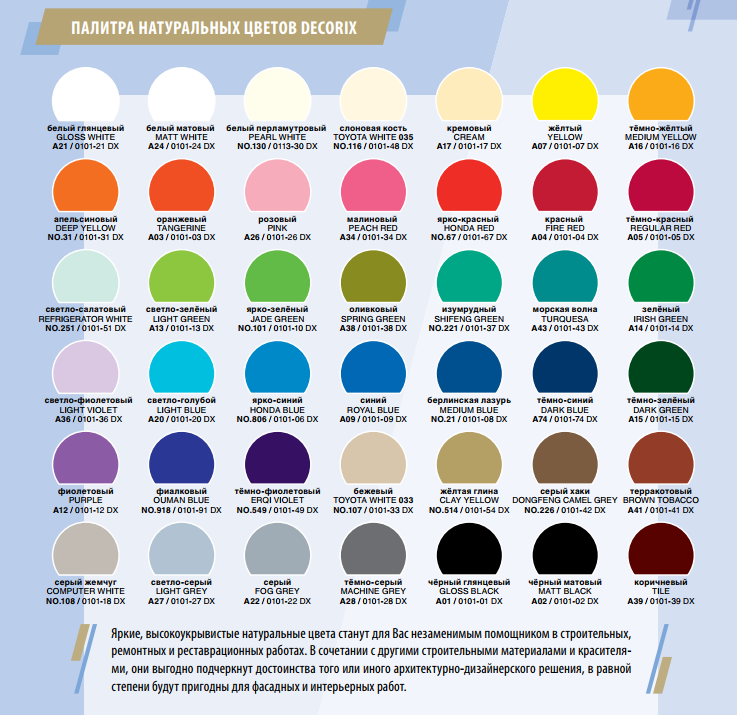 ПАЛИТРА НАТУРАЛЬНЫХ ЦВЕТОВ DECORIX
белый глянцевый
GLOSS WHITE
A21 / 0101-21 DX
белый матовый
MATT WHITE
A24 / 0101-24 DX
белый перламутровый
PEARL WHITE
NO.130 / 0113-30 DX
слоновая кость
TOYOTA WHITE 035
NO.116 / 0101-48 DX
кремовый
CREAM
A17 / 0101-17 DX
жёлтый
YELLOW
A07 / 0101-07 DX
тёмно-жёлтый
MEDIUM YELLOW
A16 / 0101-16 DX
апельсиновый
DEEP YELLOW
NO.31 / 0101-31 DX
оранжевый
TANGERINE
A03 / 0101-03 DX
розовый
PINK
A26 / 0101-26 DX
малиновый
PEACH RED
A34 / 0101-34 DX
ярко-красный
HONDA RED
NO.67 / 0101-67 DX
красный
FIRE RED
A04 / 0101-04 DX
тёмно-красный
REGULAR RED
A05 / 0101-05 DX
светло-салатовый
REFRIGERATOR WHITE
NO.251 / 0101-51 DX
светло-зелёный
LIGHT GREEN
A13 / 0101-13 DX
ярко-зелёный
JADE GREEN
NO.101 / 0101-10 DX
оливковый
SPRING GREEN
A38 / 0101-38 DX
изумрудный
SHIFENG GREEN
NO.221 / 0101-37 DX
морская волна
TURQUESA
A43 / 0101-43 DX
зелёный
IRISH GREEN
A14 / 0101-14 DX
светло-фиолетовый
LIGHT VIOLET
A36 / 0101-36 DX
светло-голубой
LIGHT BLUE
A20 / 0101-20 DX
ярко-синий
HONDA BLUE
NO.806 / 0101-06 DX
синий
ROYAL BLUE
A09 / 0101-09 DX
берлинская лазурь
MEDIUM BLUE
NO.21 / 0101-08 DX
тёмно-синий
DARK BLUE
A74 / 0101-74 DX
тёмно-зелёный
DARK GREEN
A15 / 0101-15 DX
фиолетовый
PURPLE
A12 / 0101-12 DX
фиалковый
OUMAN BLUE
NO.918 / 0101-91 DX
тёмно-фиолетовый
ERQI VIOLET
NO.549 / 0101-49 DX
бежевый
TOYOTA WHITE 033
NO.107 / 0101-33 DX
жёлтая глина
CLAY YELLOW
NO.514 / 0101-54 DX
серый хаки
DONGFENG CAMEL GREY
NO.226 / 0101-42 DX
терракотовый
BROWN TOBACCO
A41 / 0101-41 DX
серый жемчуг
COMPUTER WHITE
NO.108 / 0101-18 DX
светло-серый
LIGHT GREY
A27 / 0101-27 DX
серый
FOG GREY
A22 / 0101-22 DX
тёмно-серый
MACHINE GREY
A28 / 0101-28 DX
чёрный глянцевый
GLOSS BLACK
A01 / 0101-01 DX
чёрный матовый
MATT BLACK
A02 / 0101-02 DX
коричневый
TILE
A39 / 0101-39 DX
Яркие, высокоукрывистые натуральные цвета станут для Вас незаменимым помощником в строительных,
ремонтных и реставрационных работах. В сочетании с другими строительными материалами и красителя-
ми, они выгодно подчеркнут достоинства того или иного архитектурно-дизайнерского решения, в равной
степени будут пригодны для фасадных и интерьерных работ.